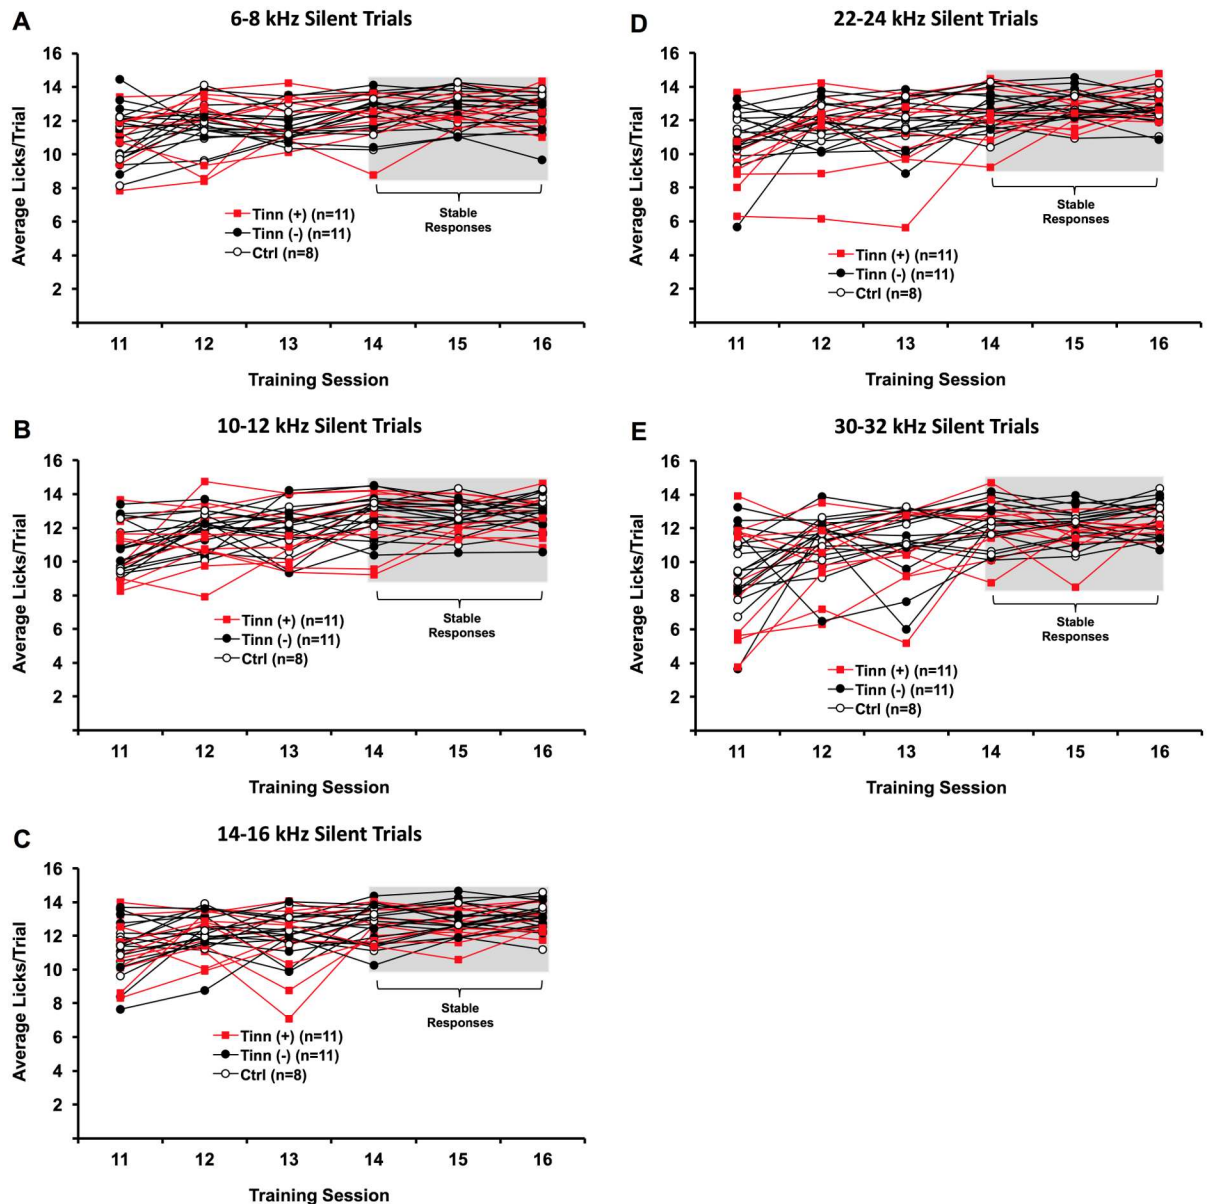 A
6-8 kHz Silent Trials
Average Licks/Trial
16
14
12
10
8
6
4
2
Tinn (+) (n=11)
Tinn (-) (n=11)
Ctrl (n=8)
Stable
Responses
11 12 13 14 15 16
Training Session
B
10-12 kHz Silent Trials
Average Licks/Trial
16
14
12
10
8
6
4
2
Tinn (+) (n=11)
Tinn (-) (n=11)
Ctrl (n=8)
Stable
Responses
11 12 13 14 15 16
Training Session
C
14-16 kHz Silent Trials
Average Licks/Trial
16
14
12
10
8
6
4
2
Tinn (+) (n=11)
Tinn (-) (n=11)
Ctrl (n=8)
Stable
Responses
11 12 13 14 15 16
Training Session
D
22-24 kHz Silent Trials
Average Licks/Trial
16
14
12
10
8
6
4
2
Stable
Responses
Tinn (+) (n=11)
Tinn (-) (n=11)
Ctrl (n=8)
11 12 13 14 15 16
Training Session
E
30-32 kHz Silent Trials
Average Licks/Trial
16
14
12
10
8
6
4
2
Stable
Responses
Tinn (+) (n=11)
Tinn (-) (n=11)
Ctrl (n=8)
11 12 13 14 15 16
Training Session